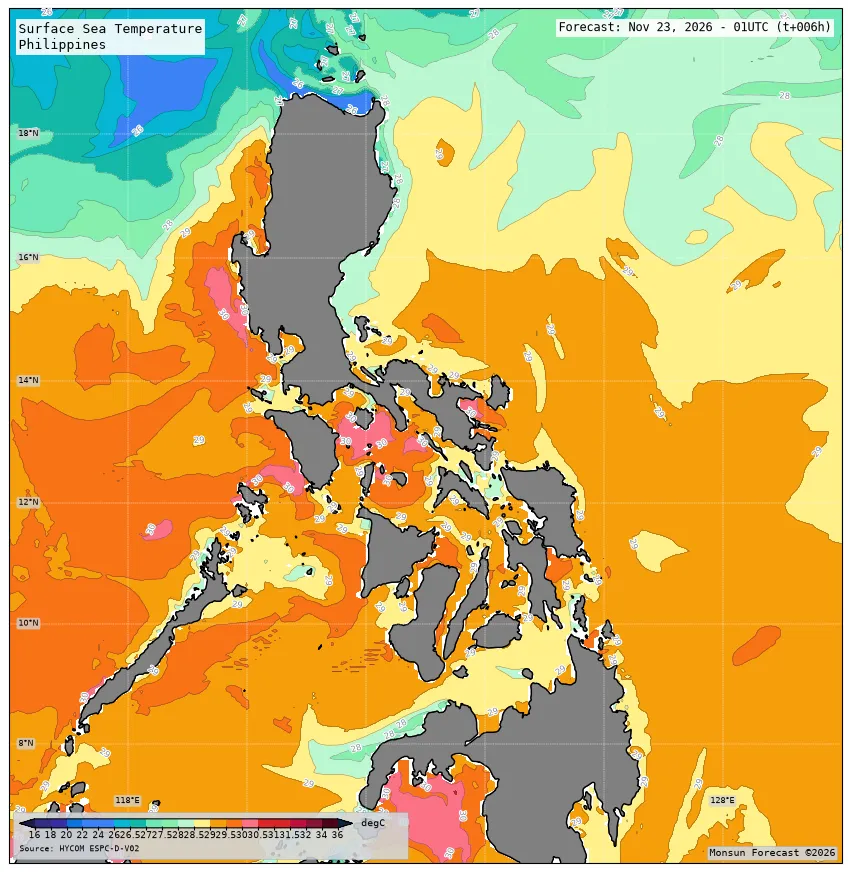 Surface Sea Temperature
Philippines
Forecast: Nov 23, 2026 - 01UTC (t+006h)
18°N
16°N
14°N
12°N
10°N
8°N
118°E
128°E
degC
16 18 20 22 24 26 26.5 27 27.5 28 28.5 29 29.5 30 30.5 31 31.5 32 34 36
Source: HYCOM ESPC-D-V02
Monsun Forecast ©2026